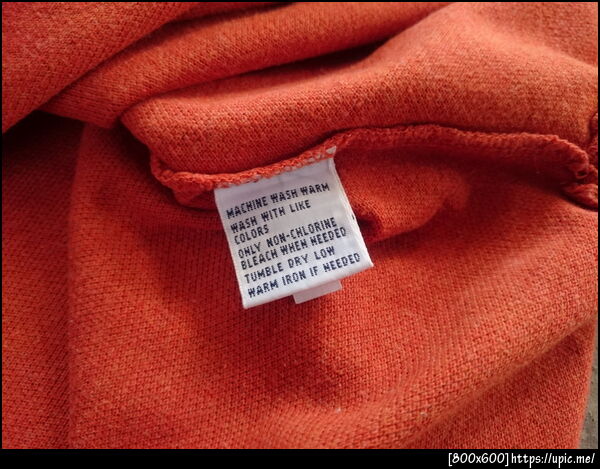 MACHINE WASH WARM
WASH WITH LIKE
COLORS
ONLY NON-CHLORINE
BLEACH WHEN NEEDED
TUMBLE DRY LOW
WARM IRON IF NEEDED
[800x600]https://upic.me/